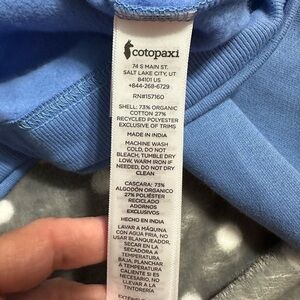 cotopaxi
74 S MAIN ST.
SALT LAKE CITY, UT
84101 US
+844-268-6729
RN#157160
SHELL: 73% ORGANIC
COTTON 27%
RECYCLED POLYESTER
EXCLUSIVE OF TRIMS
MADE IN INDIA
MACHINE WASH
COLD, DO NOT
BLEACH, TUMBLE DRY
LOW, WARM IRON IF
NEEDED, DO NOT DRY
CLEAN
CASCARA: 73%
ALGODÓN ORGÁNICO
27% POLIÉSTER
RECICLADO
ADORNOS
EXCLUSIVOS
HECHO EN INDIA
LAVAR A MÁQUINA
CON AGUA FRIA, NO
USAR BLANQUEADOR,
SECAR EN LA
SECADORA A
TEMPERATURA
BAJA, PLANCHAR
A TEMPERATURA
CALIENTE SI ES
NECESARIO, NO
LLEVAR A LA
TINTORERÍA